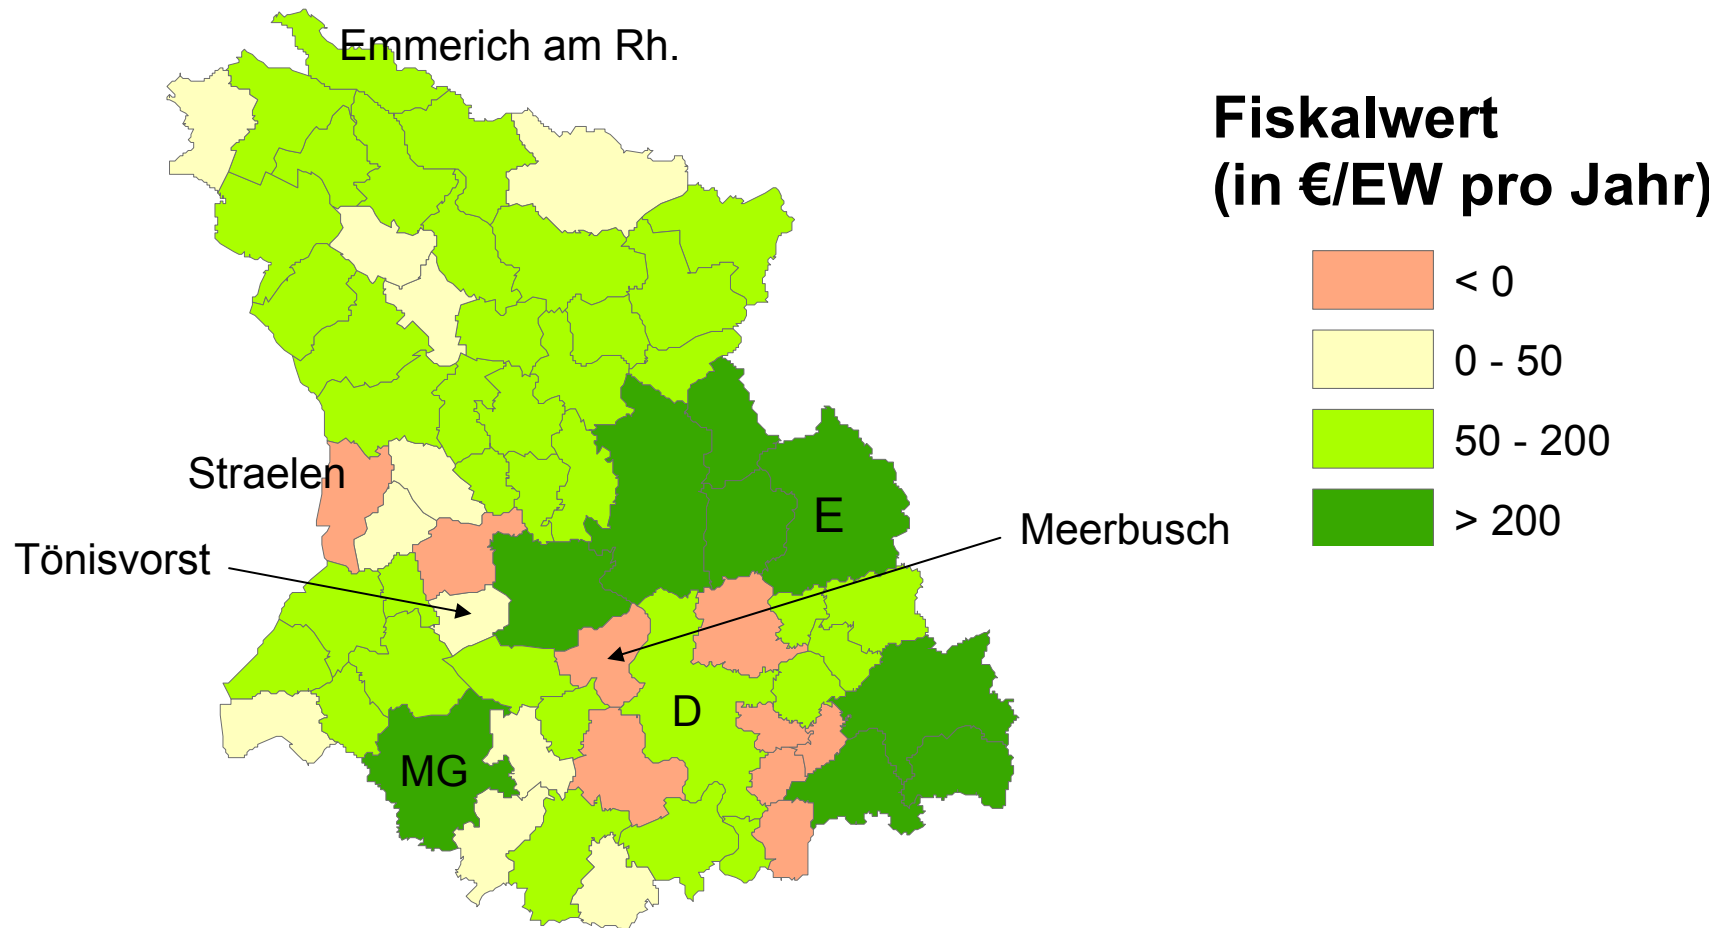 Emmerich am Rh.
Fiskalwert
(in €/EW pro Jahr)
< 0
0 - 50
50 - 200
> 200
Straelen
E
Meerbusch
Tönisvorst
D
MG